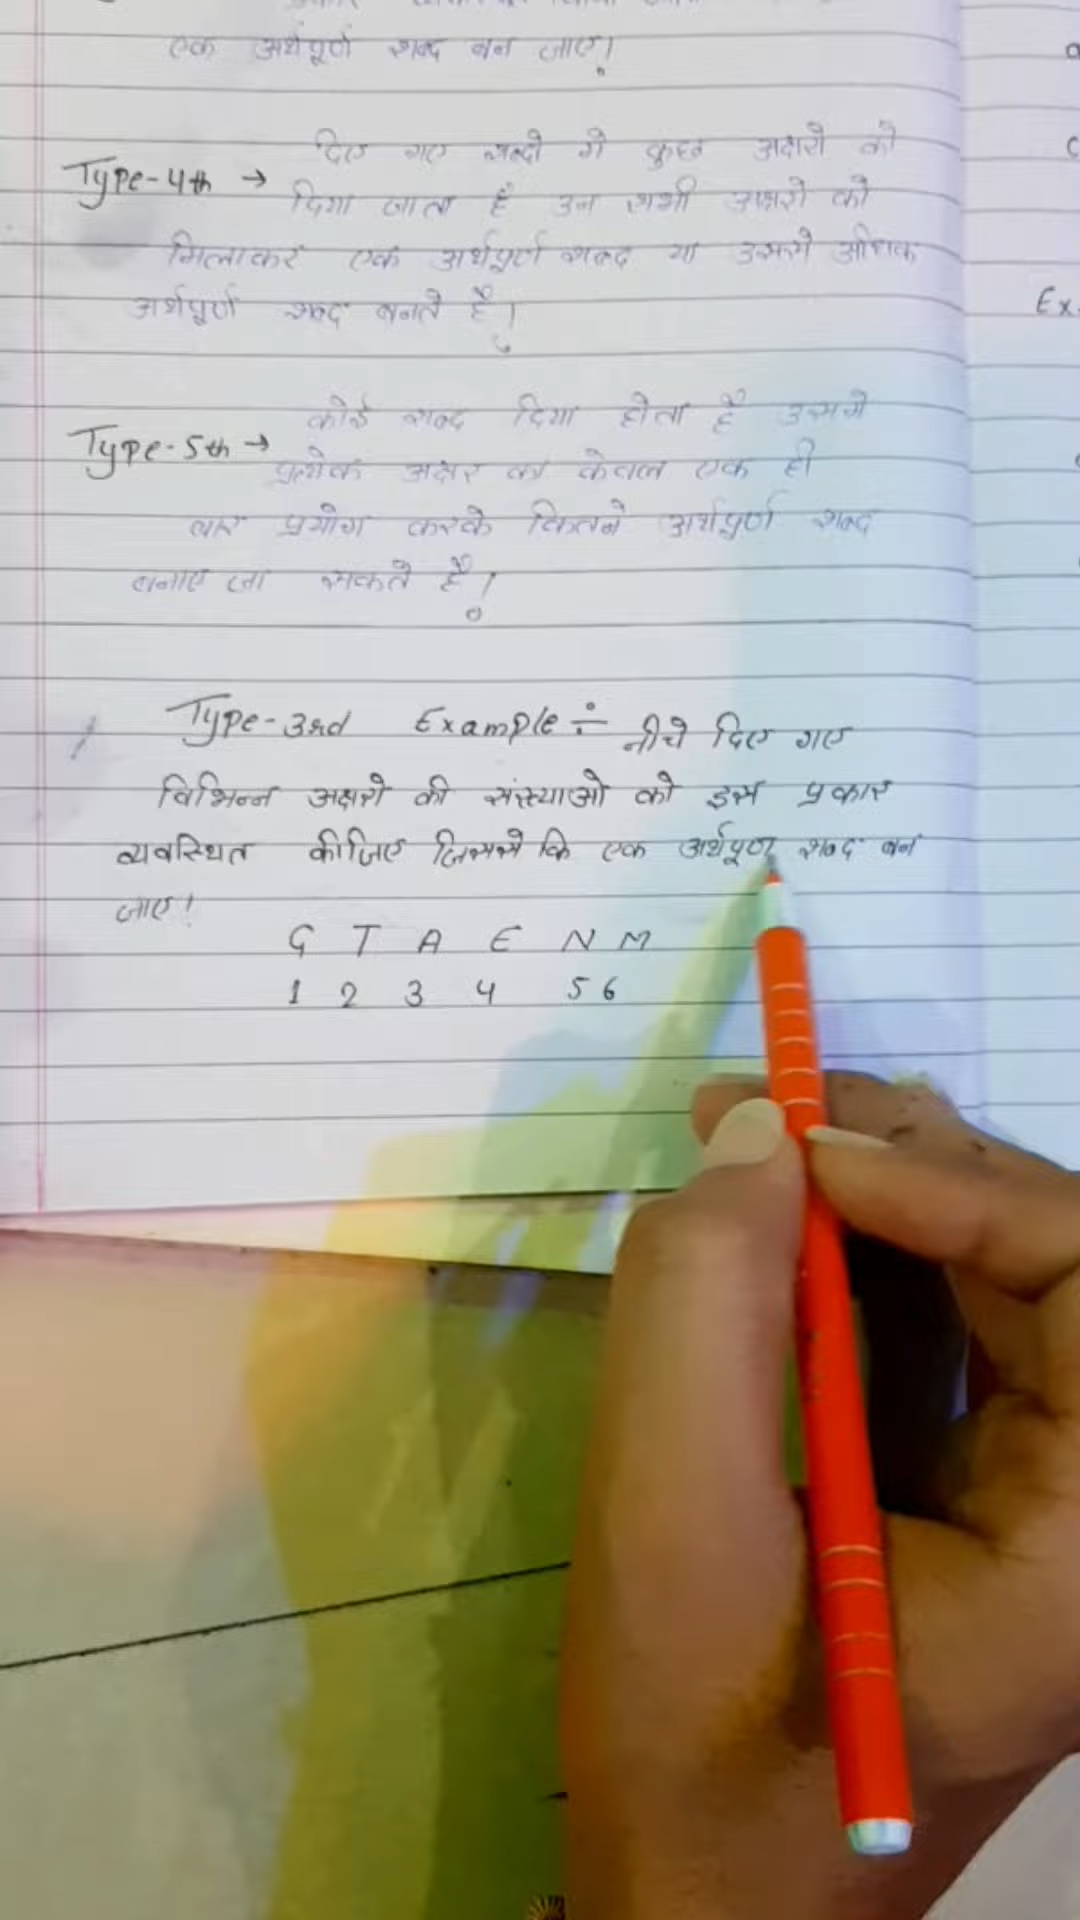 एक अर्थपूर्ण शब्द बन जाए!
Type-4th → दिए गए शब्दो मे कुछ अक्षरो को
दिया जाता है उन सभी अक्षरो को
मिलाकर एक अर्थपूर्ण शब्द या उससे अधिक
अर्थपूर्ण शब्द बनते है!
Type-5th → कोई शब्द दिया होता है उसमे
प्रत्येक अक्षर का केवल एक ही
बार प्रयोग करके कितने अर्थपूर्ण शब्द
बनाए जा सकते है!
Type-3rd Example ÷ नीचे दिए गए
विभिन्न अक्षरो की संख्याओ को इस प्रकार
व्यवस्थित कीजिए जिससे कि एक अर्थपूर्ण शब्द बन
जाए!
G T A E N M
1 2 3 4 5 6
Ex.